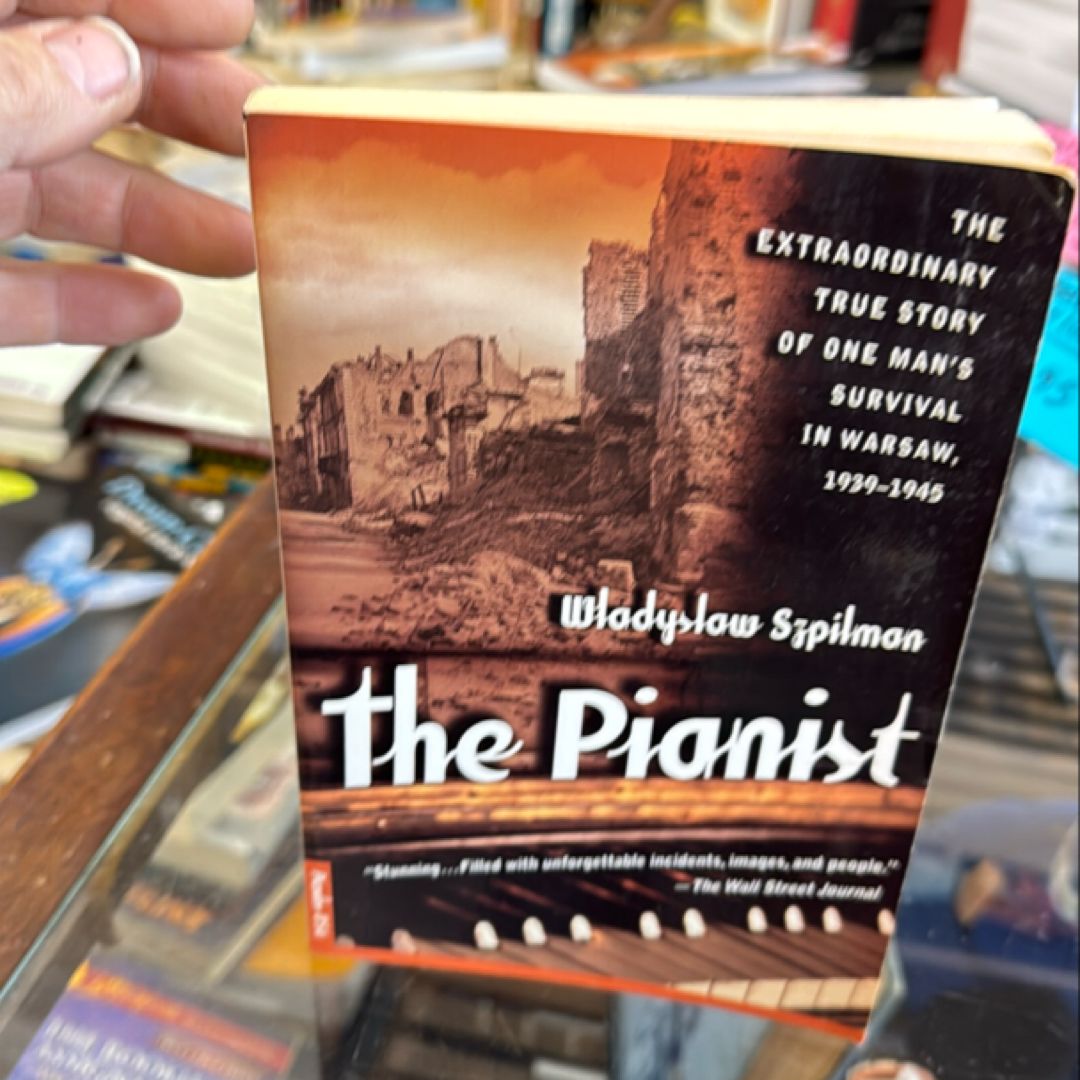 THE
EXTRAORDINARY
TRUE STORY
OF ONE MAN'S
SURVIVAL
IN WARSAW,
1939–1945
Władysław Szpilman
the Pianist
"Stunning...Filled with unforgettable incidents, images, and people."
—The Wall Street Journal